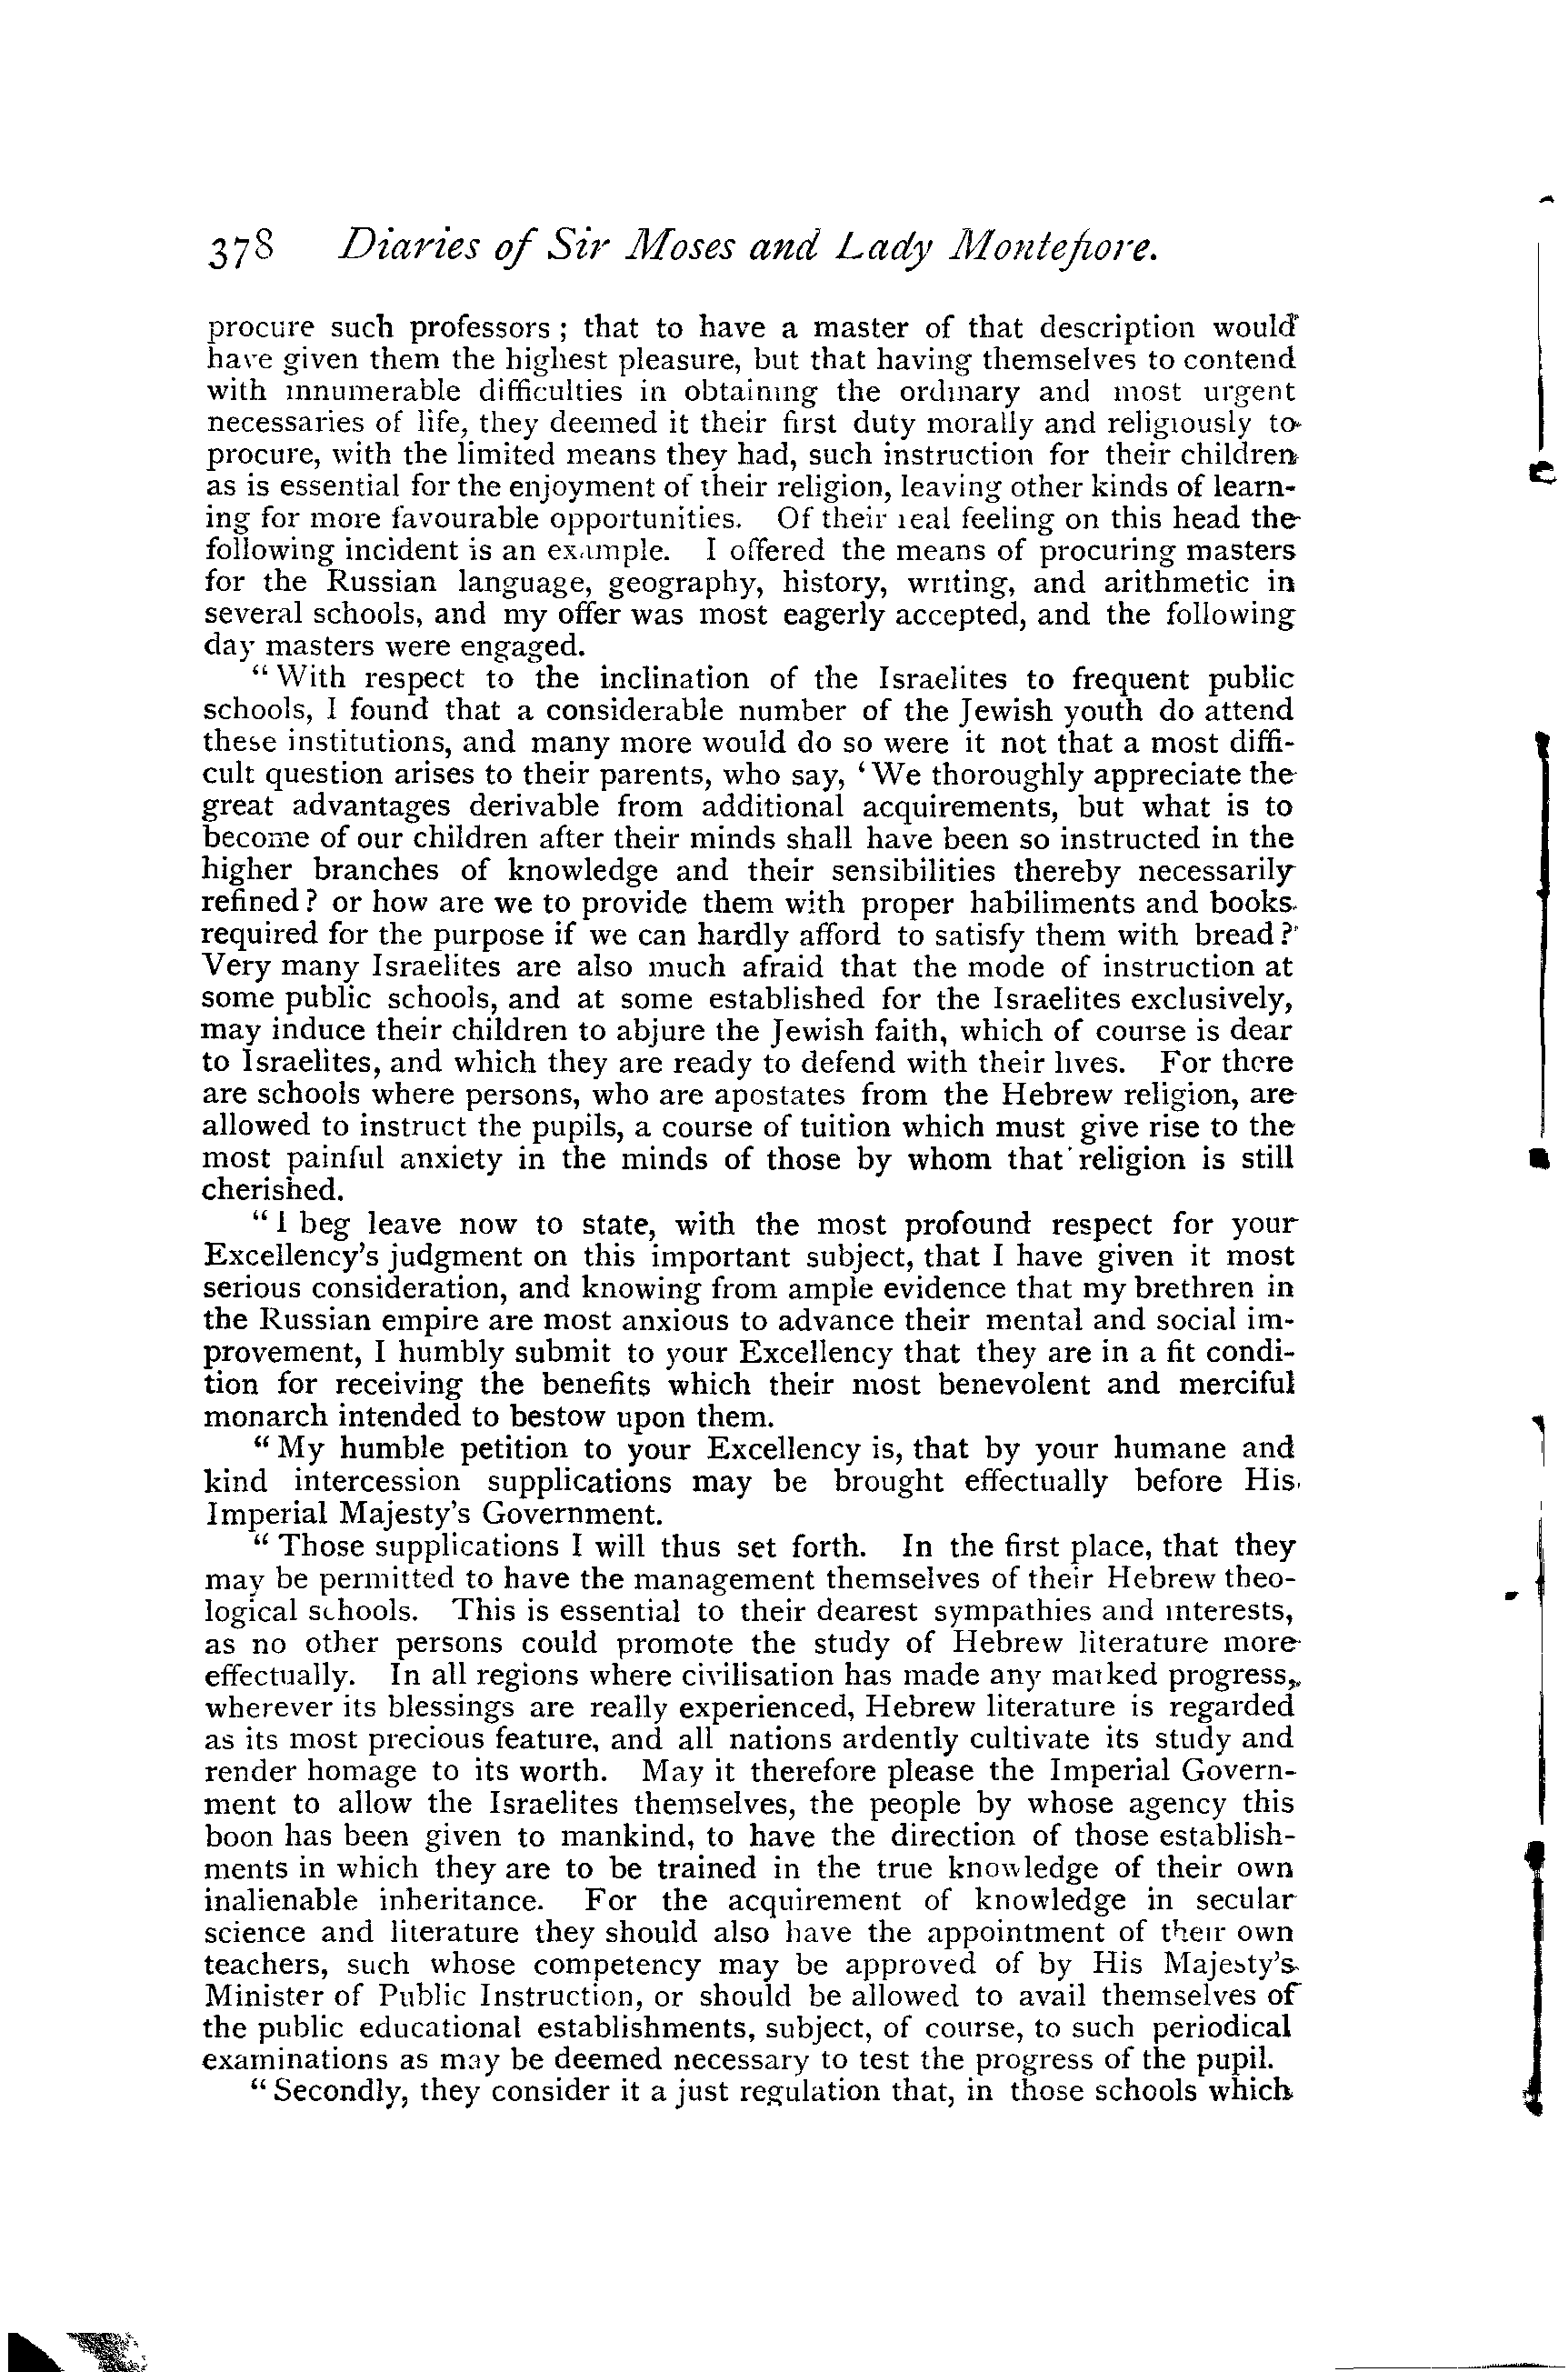 378 Diaries of Sir Moses and Lady Montefiore.
procure such professors ; that to have a master of that description would
have given them the highest pleasure, but that having themselves to contend
with innumerable difficulties in obtaining the ordinary and most urgent
necessaries of life, they deemed it their first duty morally and religiously to
procure, with the limited means they had, such instruction for their children
as is essential for the enjoyment of their religion, leaving other kinds of learn-
ing for more favourable opportunities. Of their real feeling on this head the
following incident is an example. I offered the means of procuring masters
for the Russian language, geography, history, writing, and arithmetic in
several schools, and my offer was most eagerly accepted, and the following
day masters were engaged.
“ With respect to the inclination of the Israelites to frequent public
schools, I found that a considerable number of the Jewish youth do attend
these institutions, and many more would do so were it not that a most diffi-
cult question arises to their parents, who say, ‘ We thoroughly appreciate the
great advantages derivable from additional acquirements, but what is to
become of our children after their minds shall have been so instructed in the
higher branches of knowledge and their sensibilities thereby necessarily
refined ? or how are we to provide them with proper habiliments and books
required for the purpose if we can hardly afford to satisfy them with bread ?’
Very many Israelites are also much afraid that the mode of instruction at
some public schools, and at some established for the Israelites exclusively,
may induce their children to abjure the Jewish faith, which of course is dear
to Israelites, and which they are ready to defend with their lives. For there
are schools where persons, who are apostates from the Hebrew religion, are
allowed to instruct the pupils, a course of tuition which must give rise to the
most painful anxiety in the minds of those by whom that religion is still
cherished.
“ I beg leave now to state, with the most profound respect for your
Excellency’s judgment on this important subject, that I have given it most
serious consideration, and knowing from ample evidence that my brethren in
the Russian empire are most anxious to advance their mental and social im-
provement, I humbly submit to your Excellency that they are in a fit condi-
tion for receiving the benefits which their most benevolent and merciful
monarch intended to bestow upon them.
“ My humble petition to your Excellency is, that by your humane and
kind intercession supplications may be brought effectually before His
Imperial Majesty’s Government.
“ Those supplications I will thus set forth. In the first place, that they
may be permitted to have the management themselves of their Hebrew theo-
logical schools. This is essential to their dearest sympathies and interests,
as no other persons could promote the study of Hebrew literature more
effectually. In all regions where civilisation has made any marked progress,
wherever its blessings are really experienced, Hebrew literature is regarded
as its most precious feature, and all nations ardently cultivate its study and
render homage to its worth. May it therefore please the Imperial Govern-
ment to allow the Israelites themselves, the people by whose agency this
boon has been given to mankind, to have the direction of those establish-
ments in which they are to be trained in the true knowledge of their own
inalienable inheritance. For the acquirement of knowledge in secular
science and literature they should also have the appointment of their own
teachers, such whose competency may be approved of by His Majesty’s
Minister of Public Instruction, or should be allowed to avail themselves of
the public educational establishments, subject, of course, to such periodical
examinations as may be deemed necessary to test the progress of the pupil.
“ Secondly, they consider it a just regulation that, in those schools which